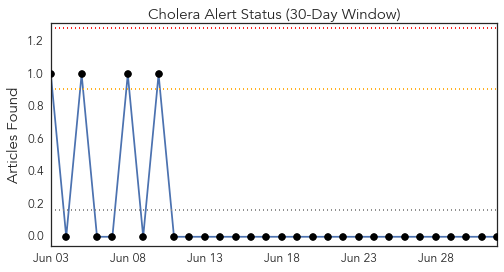 Cholera Alert Status (30-Day Window)
Articles Found
1.2
1.0
0.8
0.6
0.4
0.2
0.0
Jun 03 Jun 08 Jun 13 Jun 18 Jun 23 Jun 28